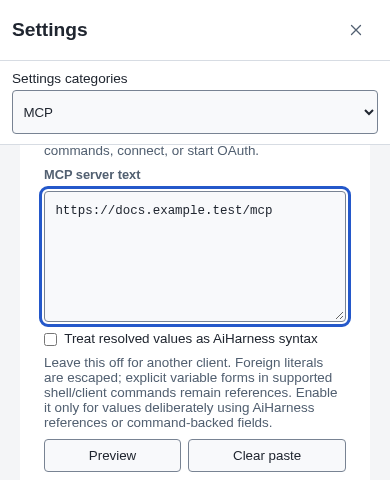 Settings
Settings categories
MCP
commands, connect, or start OAuth.
MCP server text
https://docs.example.test/mcp
Treat resolved values as AiHarness syntax
Leave this off for another client. Foreign literals
are escaped; explicit variable forms in supported
shell/client commands remain references. Enable
it only for values deliberately using AiHarness
references or command-backed fields.
Preview
Clear paste